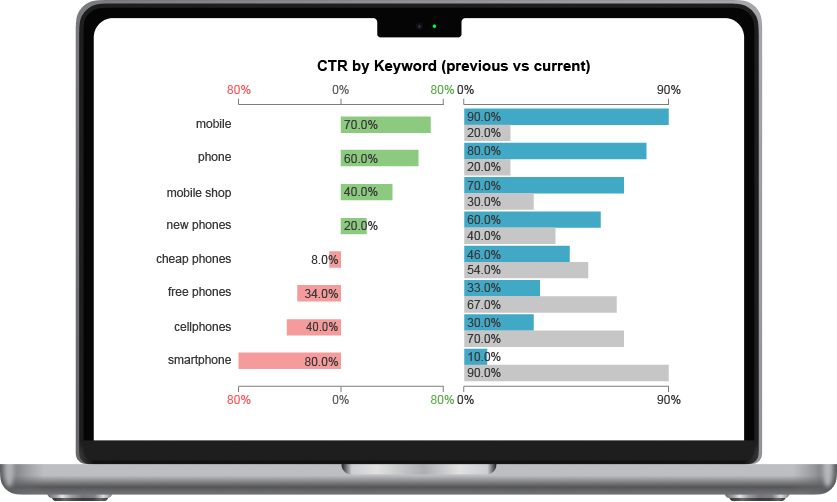 CTR by Keyword (previous vs current)
80% 0% 80% 0% 90%
mobile 70.0% 90.0%
20.0%
phone 60.0% 80.0%
20.0%
mobile shop 40.0% 70.0%
30.0%
new phones 20.0% 60.0%
40.0%
cheap phones 8.0% 46.0%
54.0%
free phones 34.0% 33.0%
67.0%
cellphones 40.0% 30.0%
70.0%
smartphone 80.0% 10.0%
90.0%
80% 0% 80% 0% 90%